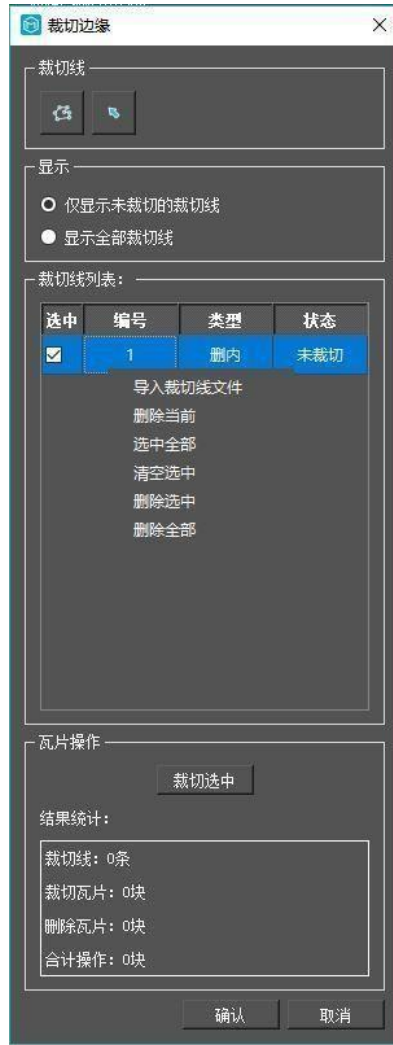 裁切边缘
裁切线
显示
仅显示未裁切的裁切线
显示全部裁切线
裁切线列表：
选中 编号 类型 状态
1 删内 未裁切
导入裁切线文件
删除当前
选中全部
清空选中
删除选中
删除全部
瓦片操作
裁切选中
结果统计：
裁切线：0条
裁切瓦片：0块
删除瓦片：0块
合计操作：0块
确认 取消